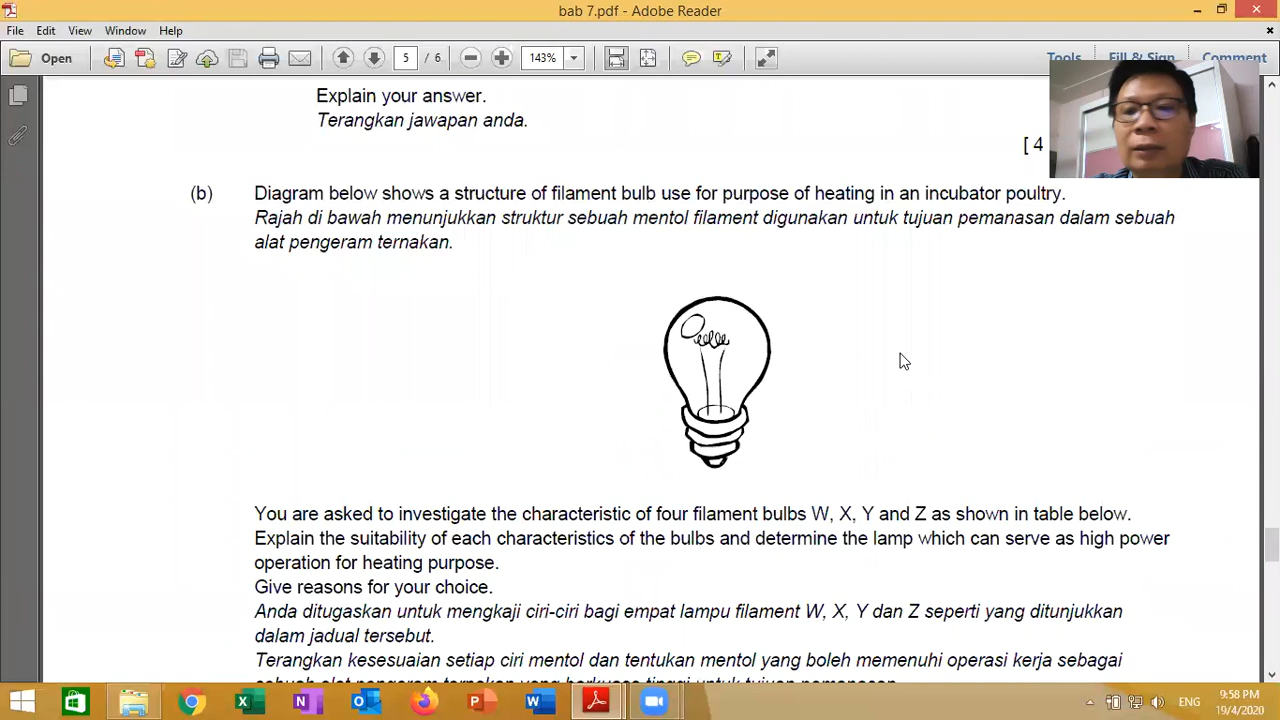 bab 7.pdf - Adobe Reader
File Edit View Window Help
Open 5 / 6 143% Tools Fill & Sign Comment
Explain your answer.
Terangkan jawapan anda.
[ 4
(b) Diagram below shows a structure of filament bulb use for purpose of heating in an incubator poultry.
Rajah di bawah menunjukkan struktur sebuah mentol filament digunakan untuk tujuan pemanasan dalam sebuah
alat pengeram ternakan.
You are asked to investigate the characteristic of four filament bulbs W, X, Y and Z as shown in table below.
Explain the suitability of each characteristics of the bulbs and determine the lamp which can serve as high power
operation for heating purpose.
Give reasons for your choice.
Anda ditugaskan untuk mengkaji ciri-ciri bagi empat lampu filament W, X, Y dan Z seperti yang ditunjukkan
dalam jadual tersebut.
Terangkan kesesuaian setiap ciri mentol dan tentukan mentol yang boleh memenuhi operasi kerja sebagai
ENG
9:58 PM
19/4/2020